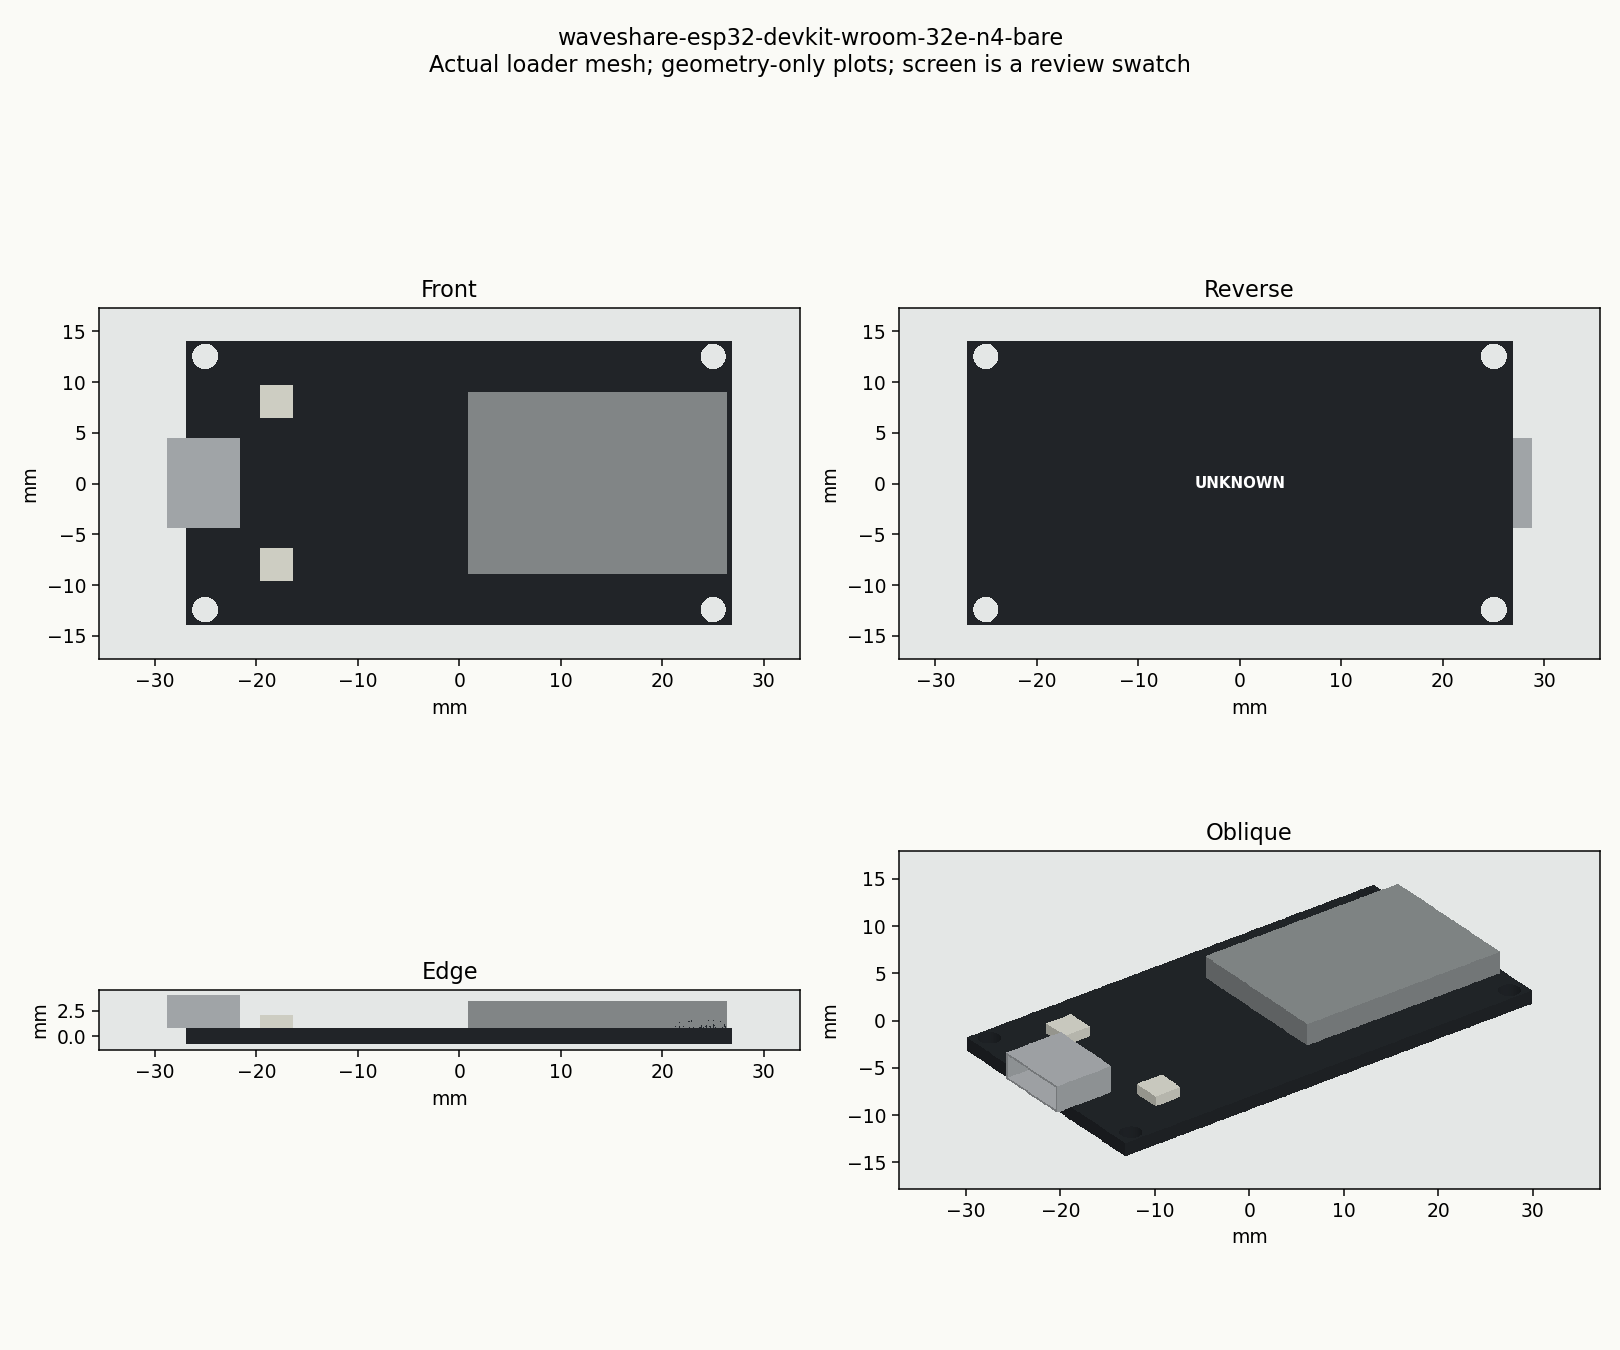 waveshare-esp32-devkit-wroom-32e-n4-bare
Actual loader mesh; geometry-only plots; screen is a review swatch
Front
15
10
5
0
−5
−10
−15
mm
−30 −20 −10 0 10 20 30
mm
Reverse
15
10
5
0
−5
−10
−15
mm
UNKNOWN
−30 −20 −10 0 10 20 30
mm
Edge
2.5
0.0
mm
−30 −20 −10 0 10 20 30
mm
Oblique
15
10
5
0
−5
−10
−15
mm
−30 −20 −10 0 10 20 30
mm